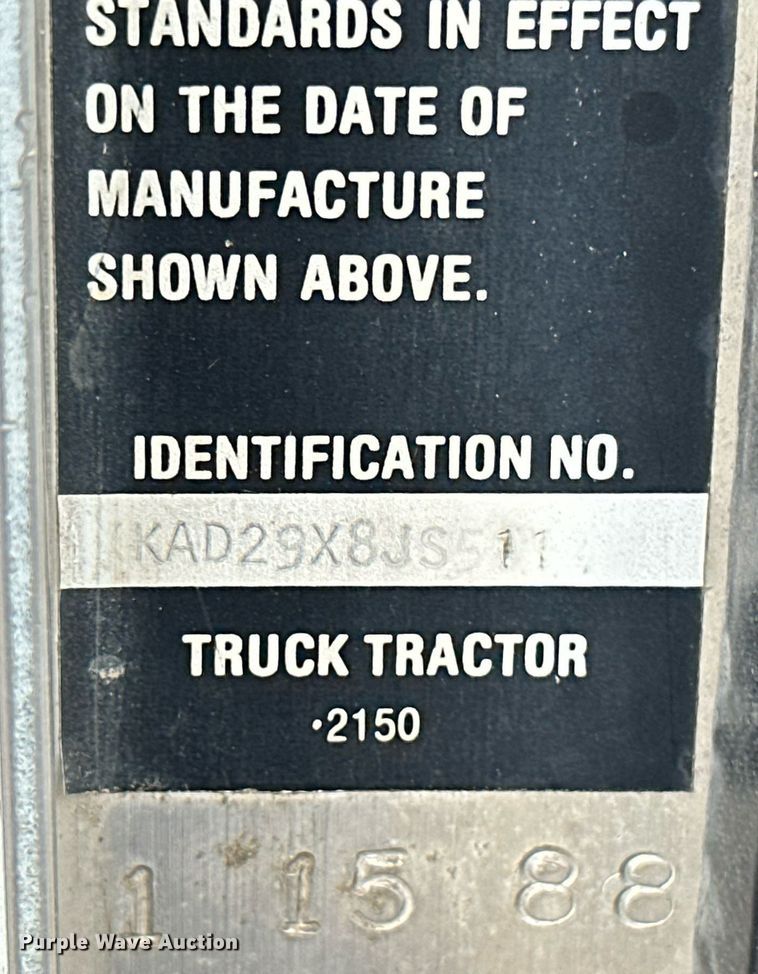 STANDARDS IN EFFECT
ON THE DATE OF
MANUFACTURE
SHOWN ABOVE.
IDENTIFICATION NO.
TRUCK TRACTOR
·2150
1 15 88
Purple Wave Auction